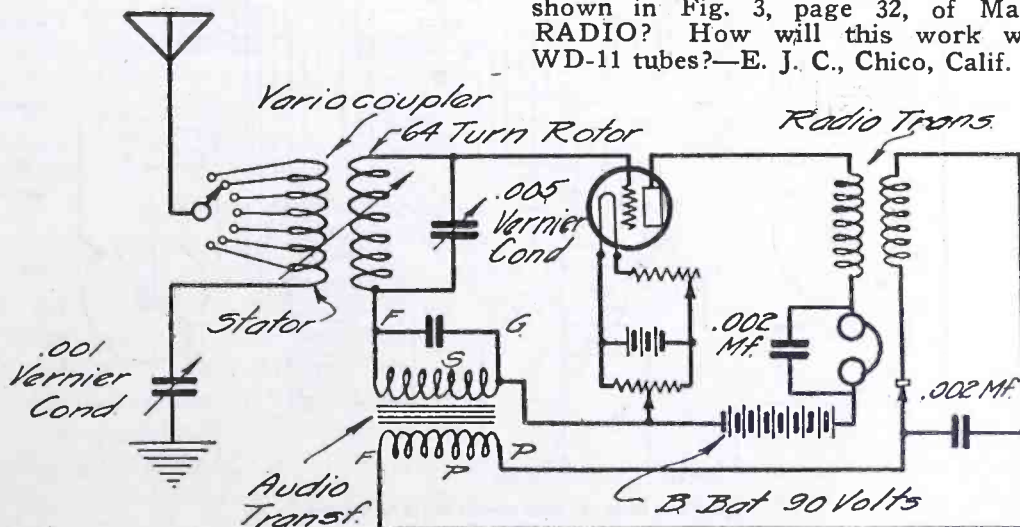 shown in Fig. 3, page 32, of Ma
RADIO? How will this work w
WD-11 tubes?—E. J. C., Chico, Calif.
Variocoupler
64 Turn Rotor
Radio Trans.
.005
Vernier
Cond
Stator
F
G
S
.002
Mf.
.001
Vernier
Cond
.002 Mf.
F
P
P
Audio
Transf.
B. Bat 90 Volts